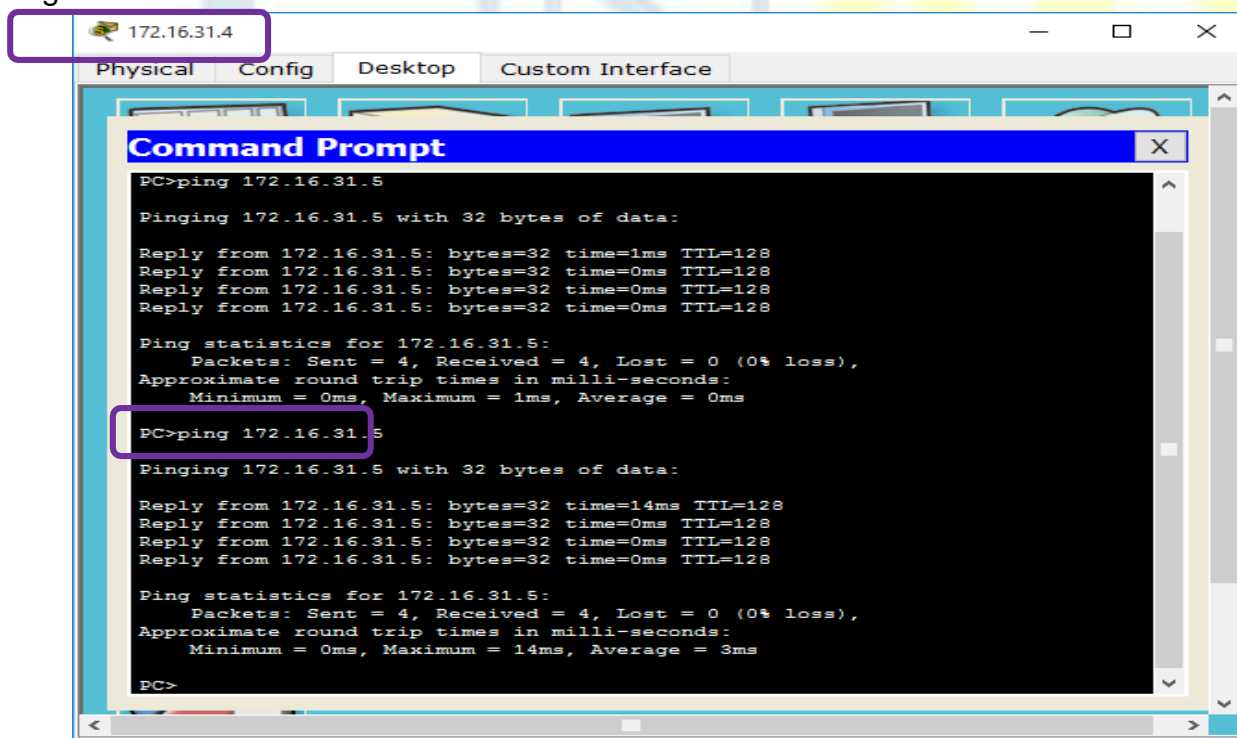 172.16.31.4
Physical Config Desktop Custom Interface
Command Prompt X
PC>ping 172.16.31.5
Pinging 172.16.31.5 with 32 bytes of data:
Reply from 172.16.31.5: bytes=32 time=1ms TTL=128
Reply from 172.16.31.5: bytes=32 time=0ms TTL=128
Reply from 172.16.31.5: bytes=32 time=0ms TTL=128
Reply from 172.16.31.5: bytes=32 time=0ms TTL=128
Ping statistics for 172.16.31.5:
Packets: Sent = 4, Received = 4, Lost = 0 (0% loss),
Approximate round trip times in milli-seconds:
Minimum = 0ms, Maximum = 1ms, Average = 0ms
PC>ping 172.16.31.5
Pinging 172.16.31.5 with 32 bytes of data:
Reply from 172.16.31.5: bytes=32 time=14ms TTL=128
Reply from 172.16.31.5: bytes=32 time=0ms TTL=128
Reply from 172.16.31.5: bytes=32 time=0ms TTL=128
Reply from 172.16.31.5: bytes=32 time=0ms TTL=128
Ping statistics for 172.16.31.5:
Packets: Sent = 4, Received = 4, Lost = 0 (0% loss),
Approximate round trip times in milli-seconds:
Minimum = 0ms, Maximum = 14ms, Average = 3ms
PC>